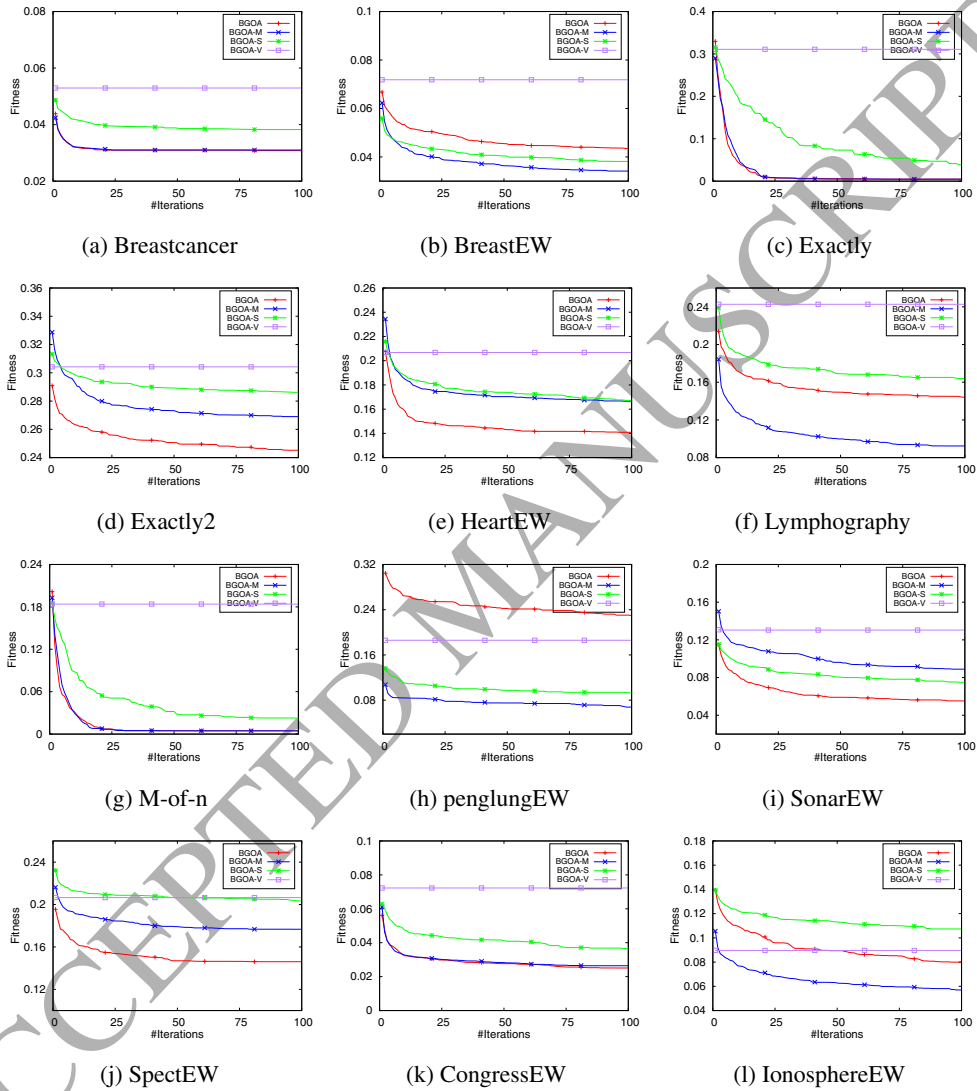 0.08
0.06
0.04
0.02
0 25 50 75 100
Fitness
#Iterations
BGOA
BGOA-M
BGOA-S
BGOA-V
(a) Breastcancer
0.1
0.08
0.06
0.04
0 25 50 75 100
Fitness
#Iterations
BGOA
BGOA-M
BGOA-S
BGOA-V
(b) BreastEW
0.4
0.3
0.2
0.1
0
0 25 50 75 100
Fitness
#Iterations
BGOA
BGOA-M
BGOA-S
BGOA-V
(c) Exactly
0.36
0.34
0.32
0.3
0.28
0.26
0.24
0 25 50 75 100
Fitness
#Iterations
BGOA
BGOA-M
BGOA-S
BGOA-V
(d) Exactly2
0.26
0.24
0.22
0.2
0.18
0.16
0.14
0.12
0 25 50 75 100
Fitness
#Iterations
BGOA
BGOA-M
BGOA-S
BGOA-V
(e) HeartEW
0.24
0.2
0.16
0.12
0.08
0 25 50 75 100
Fitness
#Iterations
BGOA
BGOA-M
BGOA-S
BGOA-V
(f) Lymphography
0.24
0.18
0.12
0.06
0
0 25 50 75 100
Fitness
#Iterations
BGOA
BGOA-M
BGOA-S
BGOA-V
(g) M-of-n
0.32
0.24
0.16
0.08
0 25 50 75 100
Fitness
#Iterations
BGOA
BGOA-M
BGOA-S
BGOA-V
(h) penglungEW
0.2
0.16
0.12
0.08
0.04
0 25 50 75 100
Fitness
#Iterations
BGOA
BGOA-M
BGOA-S
BGOA-V
(i) SonarEW
0.24
0.2
0.16
0.12
0 25 50 75 100
Fitness
#Iterations
BGOA
BGOA-M
BGOA-S
BGOA-V
(j) SpectEW
0.1
0.08
0.06
0.04
0.02
0
0 25 50 75 100
Fitness
#Iterations
BGOA
BGOA-M
BGOA-S
BGOA-V
(k) CongressEW
0.18
0.16
0.14
0.12
0.1
0.08
0.06
0.04
0 25 50 75 100
Fitness
#Iterations
BGOA
BGOA-M
BGOA-S
BGOA-V
(l) IonosphereEW
CCEPTED MANUSCRIPT